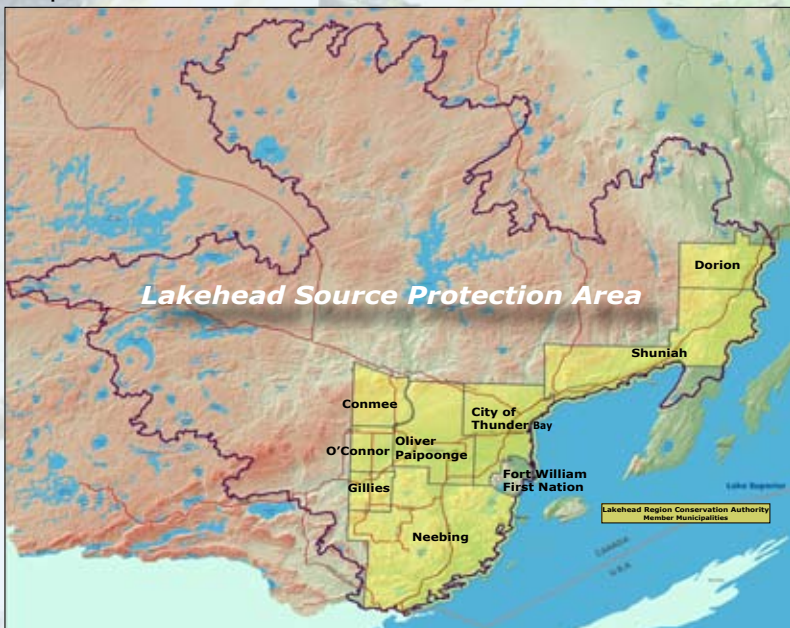 Dorion
Lakehead Source Protection Area
Shuniah
Conmee
City of
Thunder Bay
O'Connor
Oliver
Paipoonge
Fort William
First Nation
Gillies
Lake Superior
Lakehead Region Conservation Authority
Member Municipalities
Neebing
CANADA
U.S.A